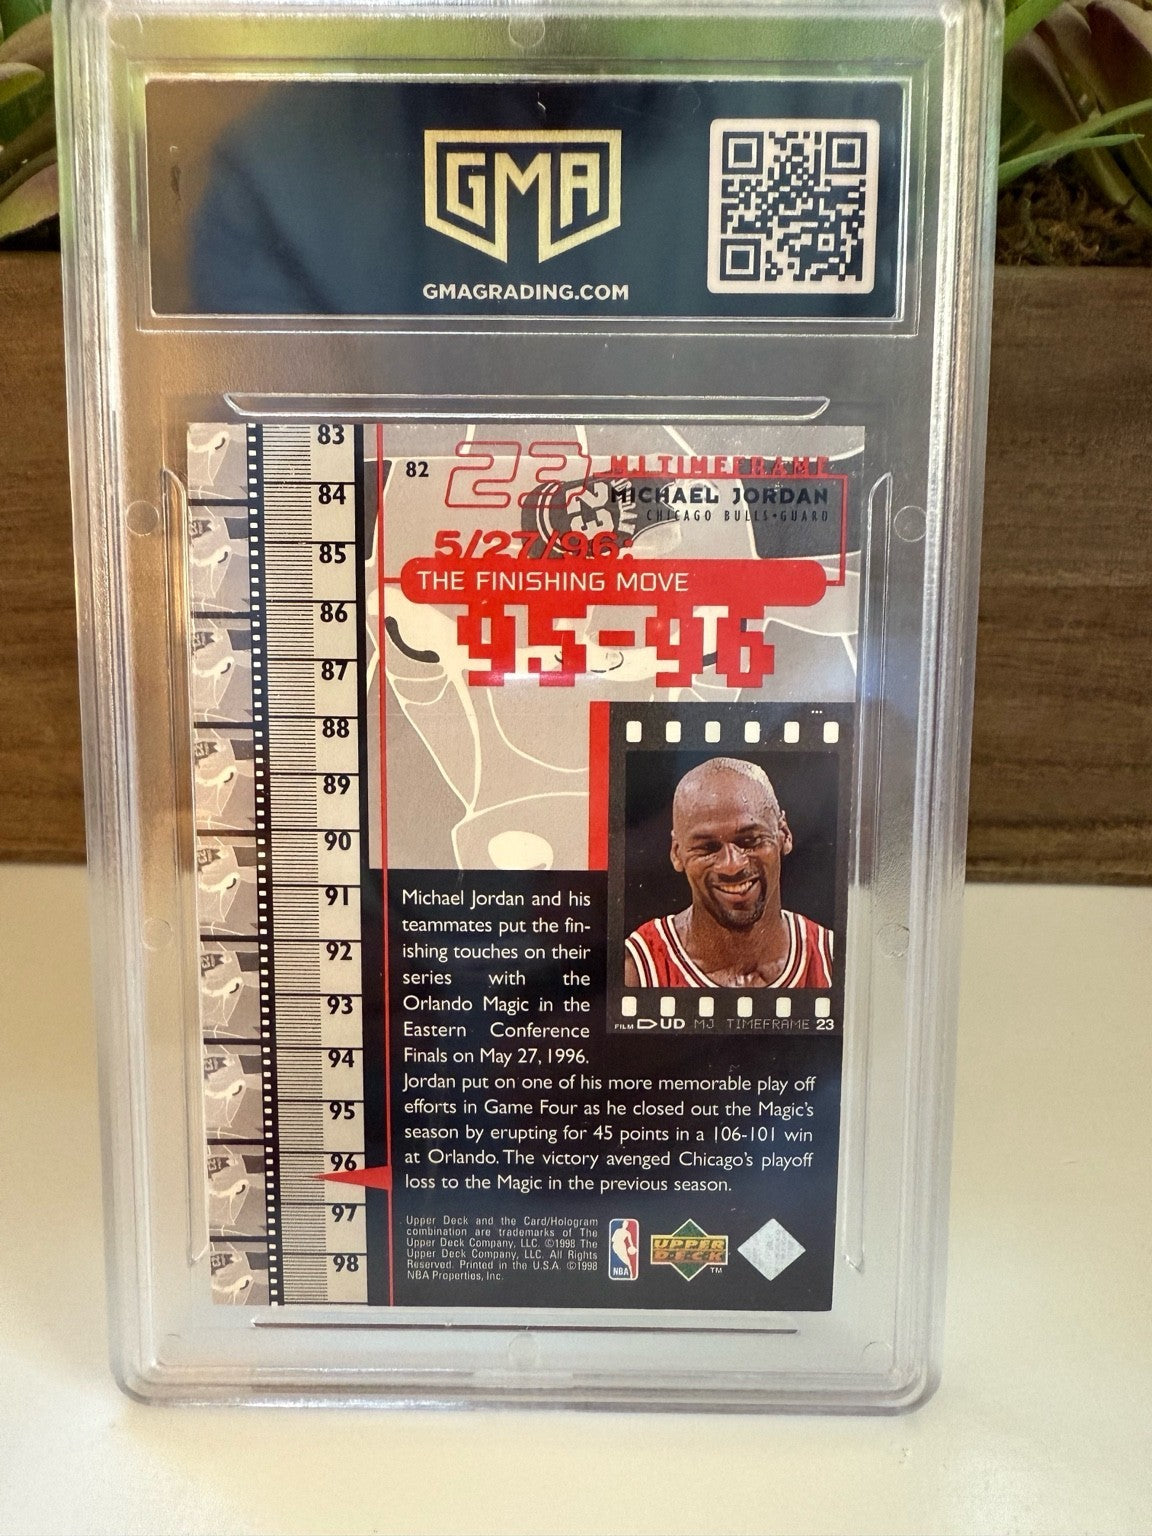 GMA
GMAGRADING.COM
83
84
85
86
87
88
89
90
91
92
93
94
95
96
97
98
82
23
MJ TIMEFRAME
MICHAEL JORDAN
CHICAGO BULLS•GUARD
5/27/96:
THE FINISHING MOVE
95-96
Michael Jordan and his
teammates put the fin-
ishing touches on their
series with the
Orlando Magic in the
Eastern Conference
Finals on May 27, 1996.
Jordan put on one of his more memorable play off
efforts in Game Four as he closed out the Magic's
season by erupting for 45 points in a 106-101 win
at Orlando. The victory avenged Chicago's playoff
loss to the Magic in the previous season.
FILM UD MJ TIMEFRAME 23
Upper Deck and the Card/Hologram
combination are trademarks of The
Upper Deck Company, LLC. ©1998 The
Upper Deck Company, LLC. All Rights
Reserved. Printed in the U.S.A. ©1998
NBA Properties, Inc.
NBA
UPPER
DECK
TM